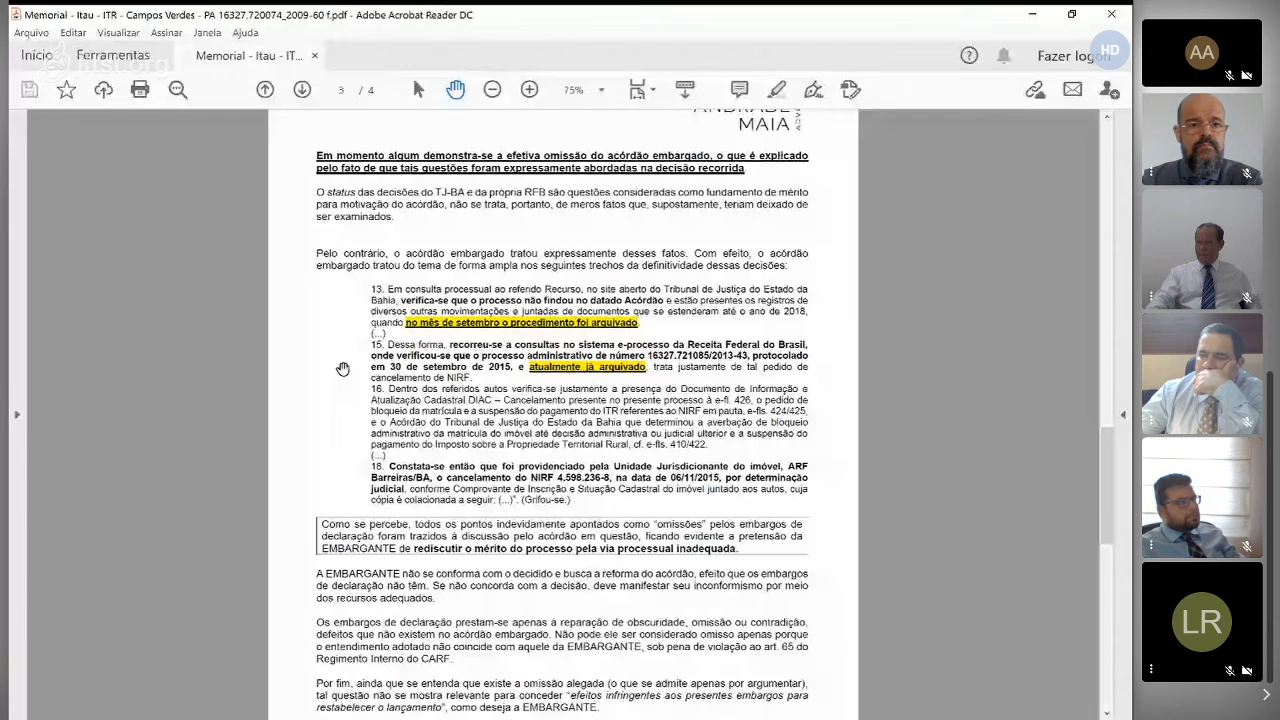 Memorial - Itau - ITR - Campos Verdes - PA 16327.720074_2009-60 f.pdf - Adobe Acrobat Reader DC
Arquivo Editar Visualizar Assinar Janela Ajuda
Início Ferramentas Memorial - Itau - IT... × Fazer logon HD
3 / 4 75%
ANDRADE
MAIA
Em momento algum demonstra-se a efetiva omissão do acórdão embargado, o que é explicado
pelo fato de que tais questões foram expressamente abordadas na decisão recorrida.
O status das decisões do TJ-BA e da própria RFB são questões consideradas como fundamento de mérito
para motivação do acórdão, não se trata, portanto, de meros fatos que, supostamente, teriam deixado de
ser examinados.
Pelo contrário, o acórdão embargado tratou expressamente desses fatos. Com efeito, o acórdão
embargado tratou do tema de forma ampla nos seguintes trechos da definitividade dessas decisões:
13. Em consulta processual ao referido Recurso, no site aberto do Tribunal de Justiça do Estado da
Bahia, verifica-se que o processo não findou no datado Acórdão e estão presentes os registros de
diversos outras movimentações e juntadas de documentos que se estenderam até o ano de 2018,
quando no mês de setembro o procedimento foi arquivado.
(...)
15. Dessa forma, recorreu-se a consultas no sistema e-processo da Receita Federal do Brasil,
onde verificou-se que o processo administrativo de número 16327.721085/2013-43, protocolado
em 30 de setembro de 2015, e atualmente já arquivado, trata justamente de tal pedido de
cancelamento de NIRF.
16. Dentro dos referidos autos verifica-se justamente a presença do Documento de Informação e
Atualização Cadastral DIAC – Cancelamento presente no presente processo à e-fl. 426, o pedido de
bloqueio da matrícula e a suspensão do pagamento do ITR referentes ao NIRF em pauta, e-fls. 424/425,
e o Acórdão do Tribunal de Justiça do Estado da Bahia que determinou a averbação de bloqueio
administrativo da matrícula do imóvel até decisão administrativa ou judicial ulterior e a suspensão do
pagamento do Imposto sobre a Propriedade Territorial Rural, cf. e-fls. 410/422.
(...)
18. Constata-se então que foi providenciado pela Unidade Jurisdicionante do imóvel, ARF
Barreiras/BA, o cancelamento do NIRF 4.598.236-8, na data de 06/11/2015, por determinação
judicial, conforme Comprovante de Inscrição e Situação Cadastral do imóvel juntado aos autos, cuja
cópia é colacionada a seguir: (...)". (Grifou-se.)
Como se percebe, todos os pontos indevidamente apontados como “omissões” pelos embargos de
declaração foram trazidos à discussão pelo acórdão em questão, ficando evidente a pretensão da
EMBARGANTE de rediscutir o mérito do processo pela via processual inadequada.
A EMBARGANTE não se conforma com o decidido e busca a reforma do acórdão, efeito que os embargos
de declaração não têm. Se não concorda com a decisão, deve manifestar seu inconformismo por meio
dos recursos adequados.
Os embargos de declaração prestam-se apenas à reparação de obscuridade, omissão ou contradição,
defeitos que não existem no acórdão embargado. Não pode ele ser considerado omisso apenas porque
o entendimento adotado não coincide com aquele da EMBARGANTE, sob pena de violação ao art. 65 do
Regimento Interno do CARF.
Por fim, ainda que se entenda que existe a omissão alegada (o que se admite apenas por argumentar),
tal questão não se mostra relevante para conceder “efeitos infringentes aos presentes embargos para
restabelecer o lançamento”, como deseja a EMBARGANTE.
AA
LR